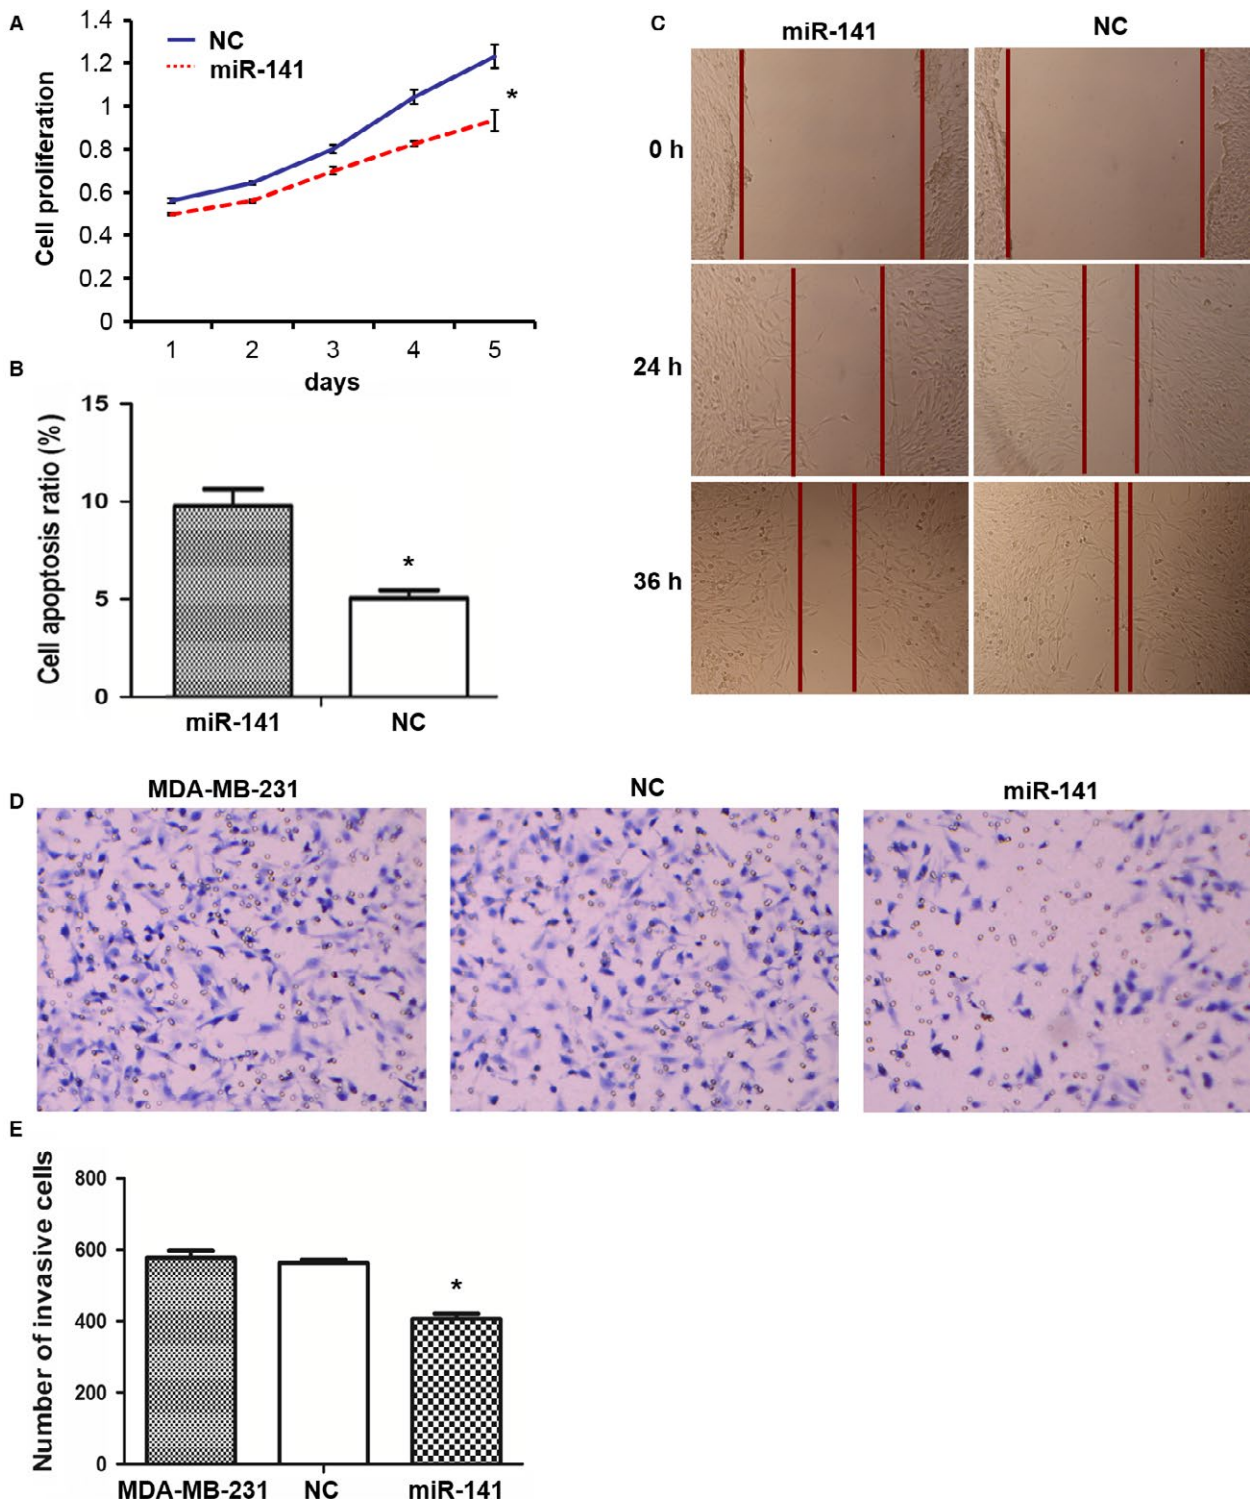 A
Cell proliferation
1.4
1.2
1
0.8
0.6
0.4
0.2
0
NC
miR-141
*
1 2 3 4 5
days
B
Cell apoptosis ratio (%)
15
10
5
0
*
miR-141 NC
C
miR-141 NC
0 h
24 h
36 h
D
MDA-MB-231 NC miR-141
E
Number of invasive cells
800
600
400
200
0
*
MDA-MB-231 NC miR-141